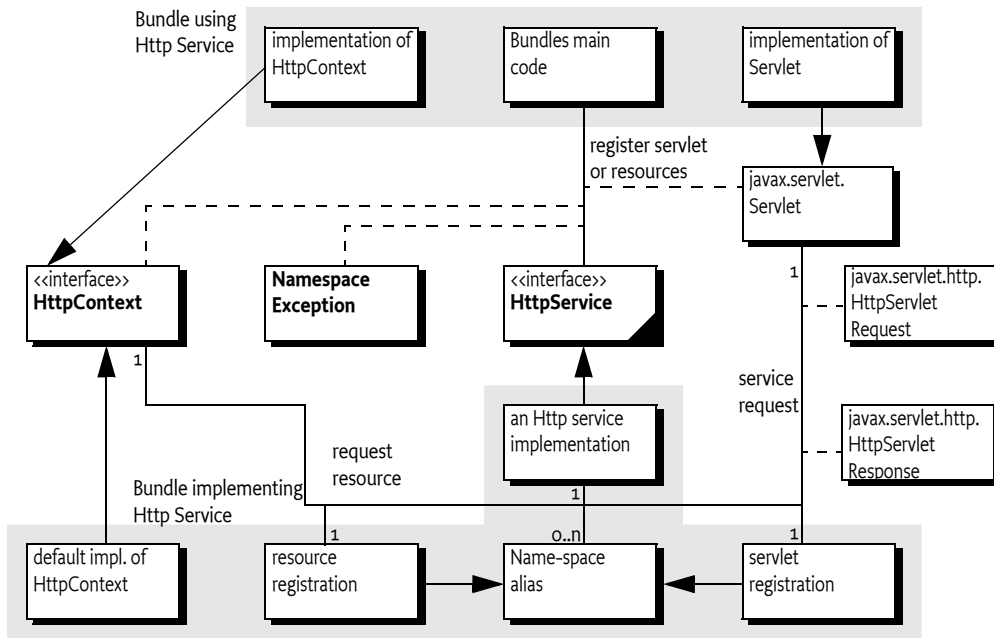 Bundle using
Http Service
implementation of
HttpContext
Bundles main
code
implementation of
Servlet
register servlet
or resources
javax.servlet.
Servlet
<<interface>>
HttpContext
Namespace
Exception
<<interface>>
HttpService
1
javax.servlet.http.
HttpServlet
Request
1
service
request
an Http service
implementation
javax.servlet.http.
HttpServlet
Response
request
resource
Bundle implementing
Http Service
1
1
0..n
1
default impl. of
HttpContext
resource
registration
Name-space
alias
servlet
registration